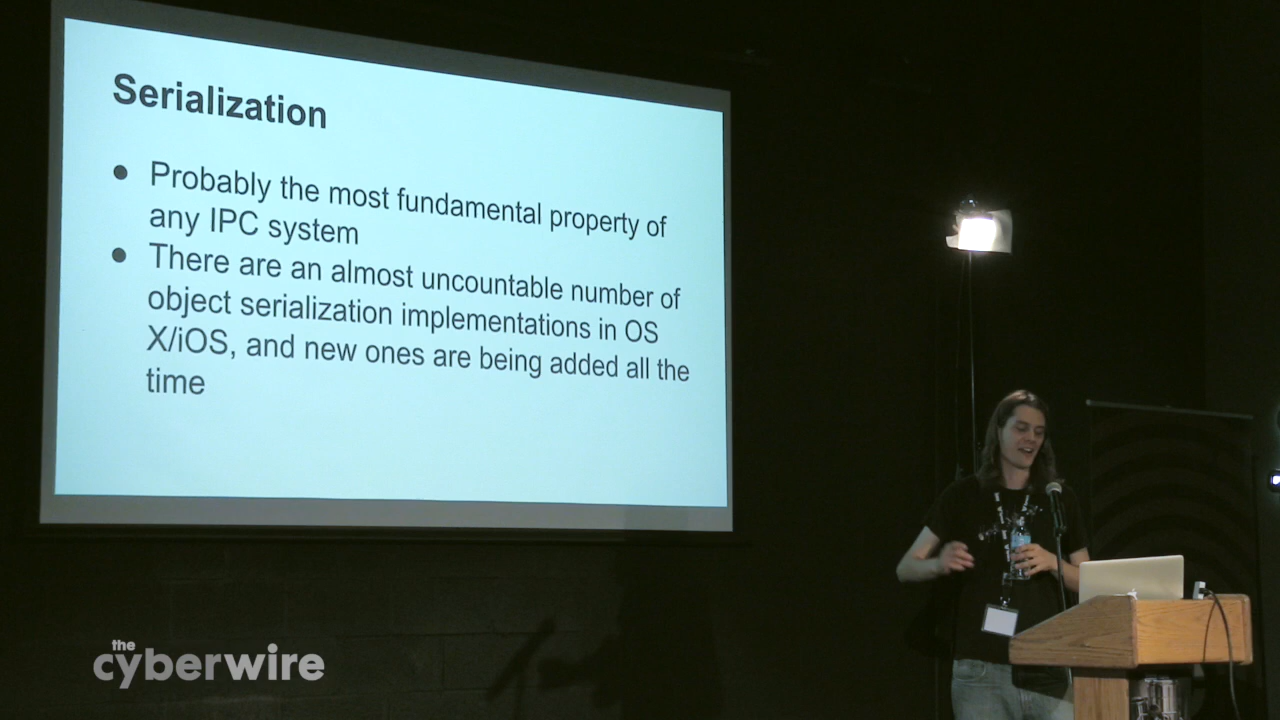 Serialization
● Probably the most fundamental property of
any IPC system
● There are an almost uncountable number of
object serialization implementations in OS
X/iOS, and new ones are being added all the
time
the
cyberwire